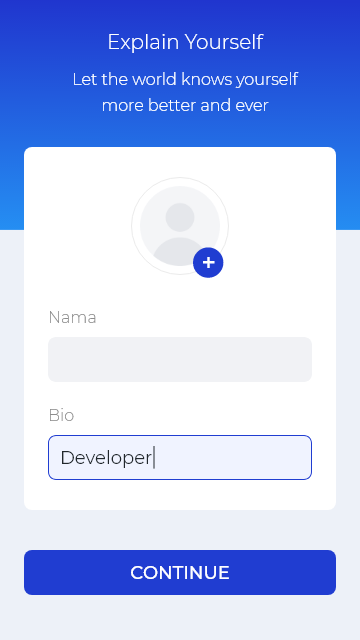 Explain Yourself
Let the world knows yourself
more better and ever
Nama
Bio
Developer
CONTINUE